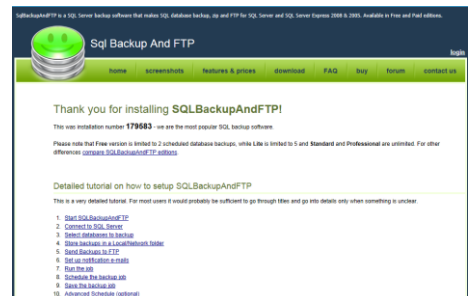 SqlBackupAndFTP is a SQL Server backup software that makes SQL database backup, zip and FTP for SQL Server and SQL Server Express 2008 & 2005. Available in Free and Paid editions.
Sql Backup And FTP
login
home screenshots features & prices download FAQ buy forum contact us
Thank you for installing SQLBackupAndFTP!
This was installation number 179583 - we are the most popular SQL backup software.
Please note that Free version is limited to 2 scheduled database backups, while Lite is limited to 5 and Standard and Professional are unlimited. For other
differences compare SQLBackupAndFTP editions.
Detailed tutorial on how to setup SQLBackupAndFTP
This is a very detailed tutorial. For most users it would probably be sufficient to go through titles and go into details only when something is unclear.
1. Start SQLBackupAndFTP
2. Connect to SQL Server
3. Select databases to backup
4. Store backups in a Local/Network folder
5. Send Backups to FTP
6. Set up notification e-mails
7. Run the job
8. Schedule the backup job
9. Save the backup job
10. Advanced Schedule (optional)